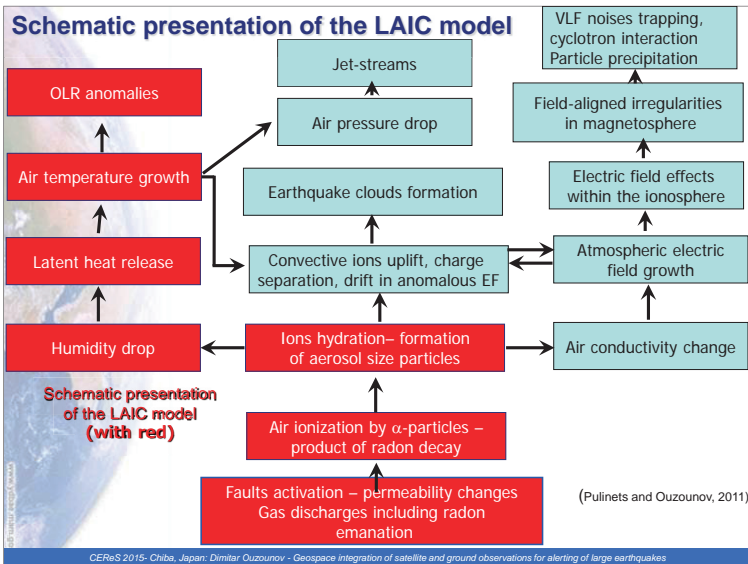 Schematic presentation of the LAIC model
VLF noises trapping,
cyclotron interaction
Particle precipitation
Jet-streams
OLR anomalies
Field-aligned irregularities
in magnetosphere
Air pressure drop
Air temperature growth
Electric field effects
within the ionosphere
Earthquake clouds formation
Latent heat release
Convective ions uplift, charge
separation, drift in anomalous EF
Atmospheric electric
field growth
Humidity drop
Ions hydration– formation
of aerosol size particles
Air conductivity change
Schematic presentation
of the LAIC model
(with red)
Air ionization by α-particles –
product of radon decay
Faults activation – permeability changes
Gas discharges including radon
emanation
(Pulinets and Ouzounov, 2011)
CEReS 2015- Chiba, Japan: Dimitar Ouzounov - Geospace integration of satellite and ground observations for alerting of large earthquakes